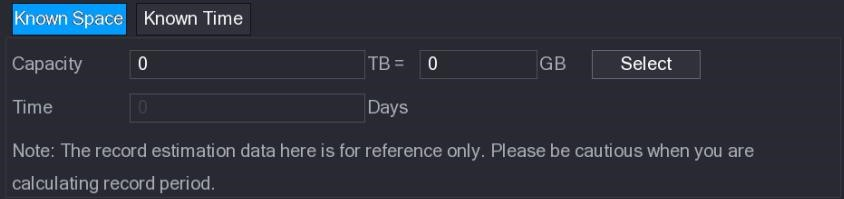 Known Space Known Time
Capacity 0 TB = 0 GB Select
Time 0 Days
Note: The record estimation data here is for reference only. Please be cautious when you are
calculating record period.